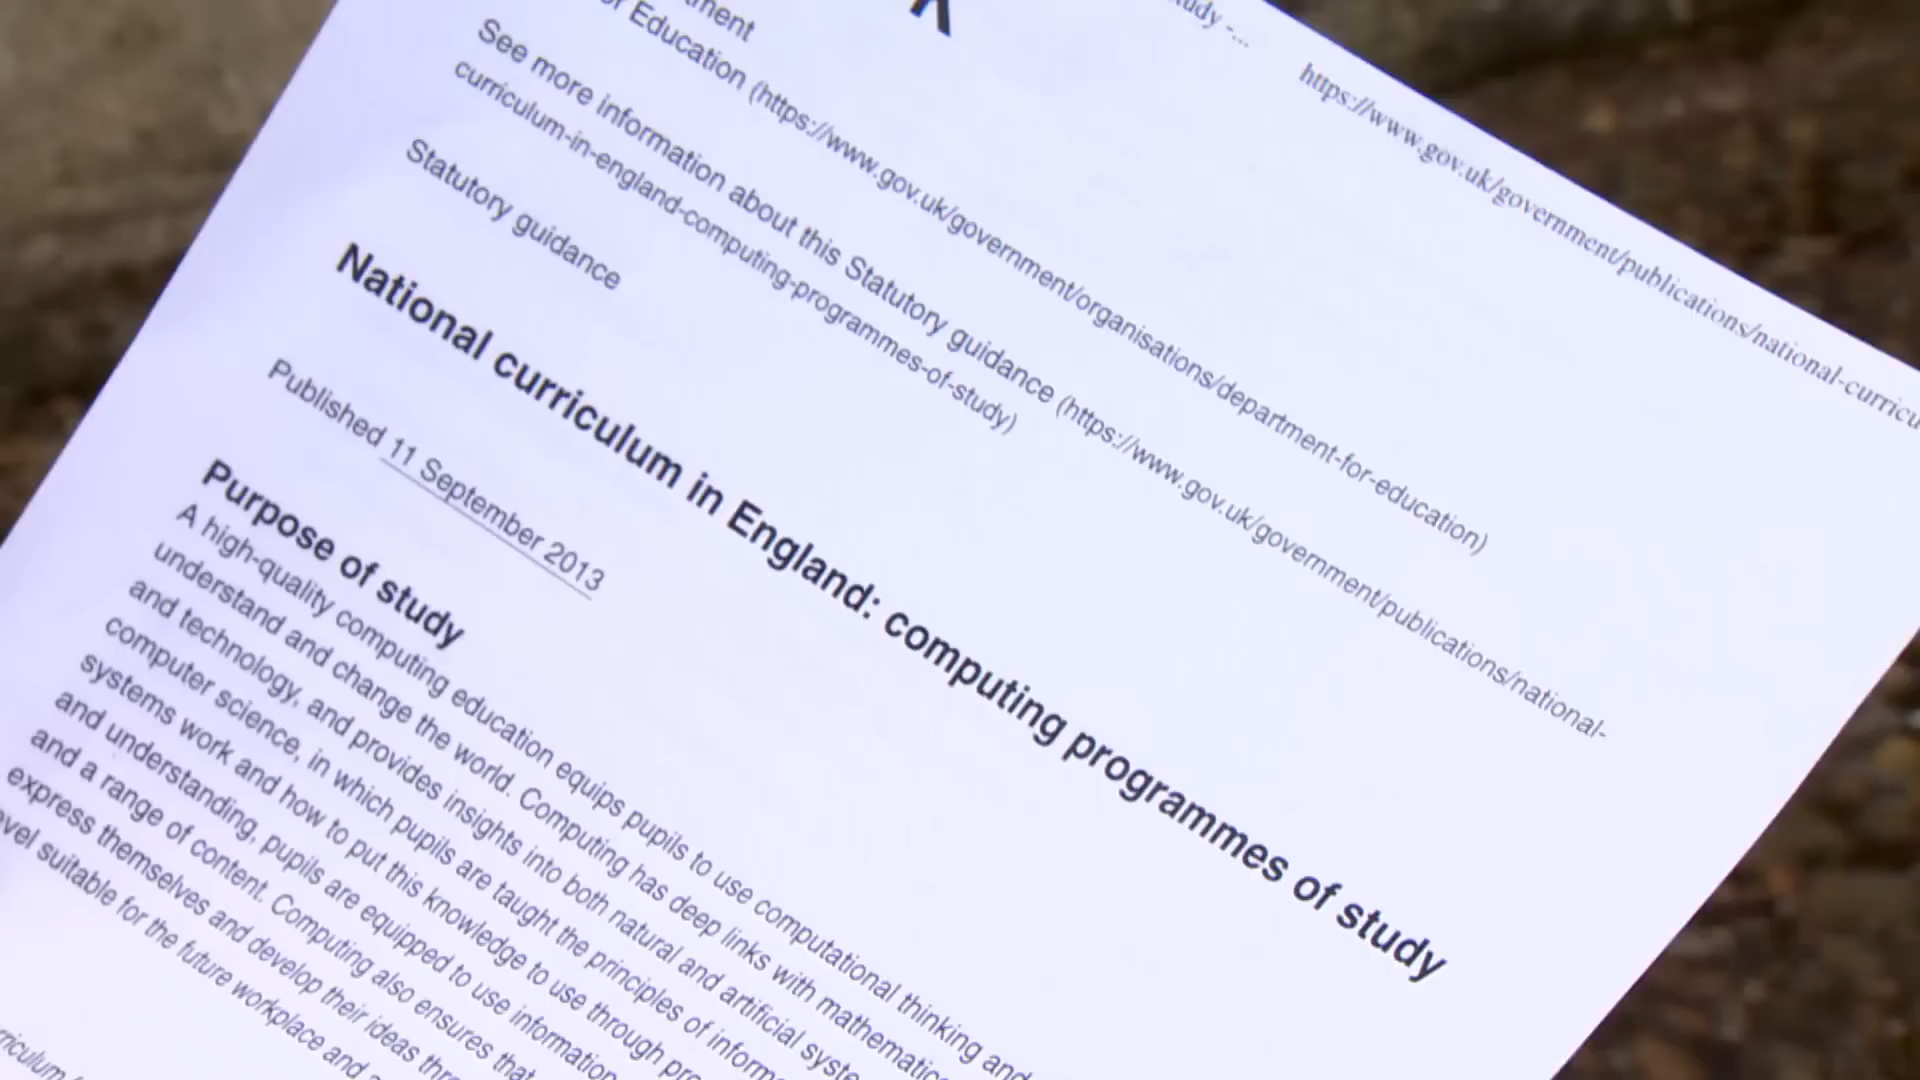 tudy -...
https://www.gov.uk/government/publications/national-curricu
Education (https://www.gov.uk/government/organisations/department-for-education)
See more information about this Statutory guidance (https://www.gov.uk/government/publications/national-
curriculum-in-england-computing-programmes-of-study)
Statutory guidance
National curriculum in England: computing programmes of study
Published 11 September 2013
Purpose of study
A high-quality computing education equips pupils to use computational thinking and
understand and change the world. Computing has deep links with mathematic
and technology, and provides insights into both natural and artificial syste
computer science, in which pupils are taught the principles of inform
systems work and how to put this knowledge to use through pro
and understanding, pupils are equipped to use information
and a range of content. Computing also ensures that
express themselves and develop their ideas thr
evel suitable for the future workplace and
rriculum